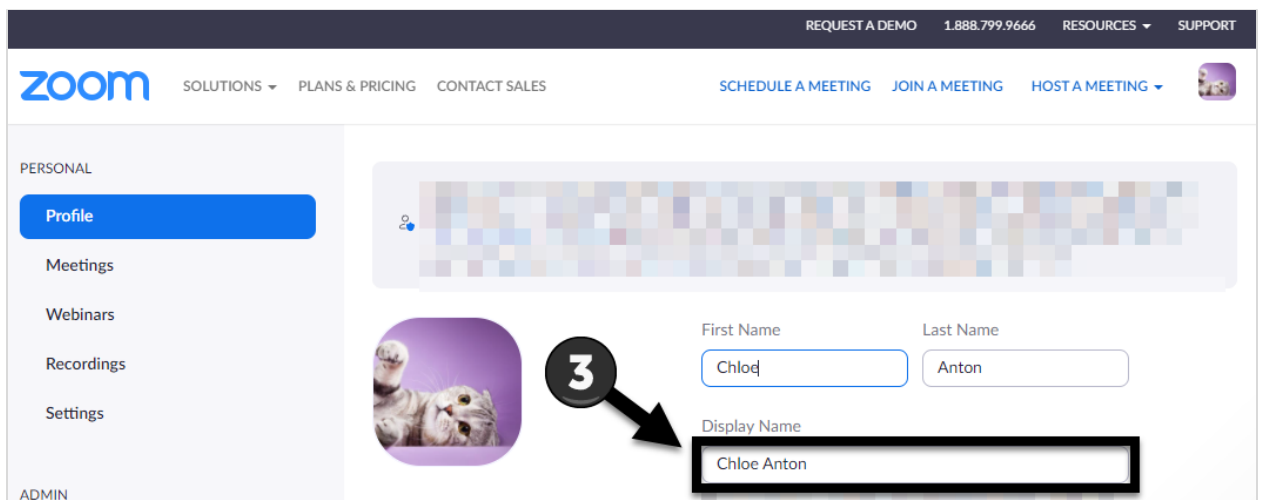 REQUEST A DEMO 1.888.799.9666 RESOURCES SUPPORT
zoom SOLUTIONS PLANS & PRICING CONTACT SALES SCHEDULE A MEETING JOIN A MEETING HOST A MEETING
PERSONAL
Profile
Meetings
Webinars
Recordings
Settings
ADMIN
First Name Last Name
Chloe Anton
3
Display Name
Chloe Anton